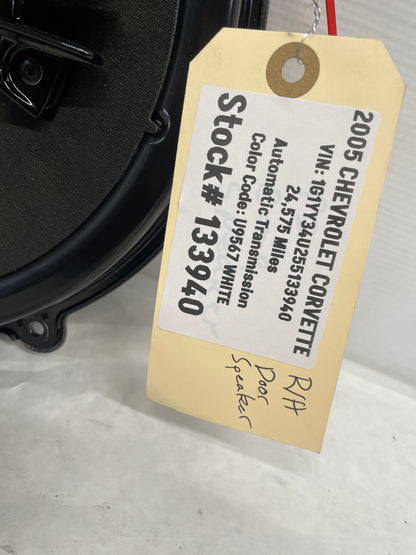 2005 CHEVROLET CORVETTE
VIN: 1G1YY34U255133940
24,575 Miles
Automatic Transmission
Color Code: U9567 WHITE
Stock# 133940
R/H
Door
Speaker